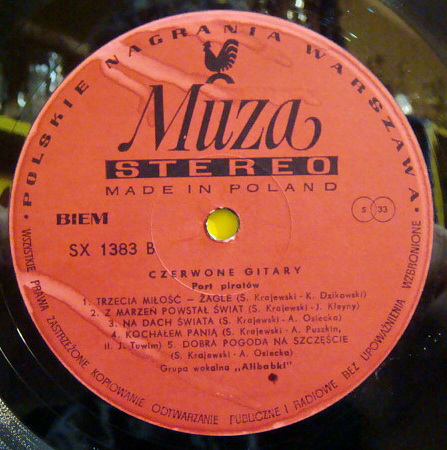 POLSKIE NAGRANIA WARSZAWA
Muza
STEREO
MADE IN POLAND
BIEM
S 33
SX 1383 B
CZERWONE GITARY
Port piratów
1. TRZECIA MIŁOŚĆ – ŻAGLE (S. Krajewski - K. Dzikowski)
2. Z MARZEŃ POWSTAŁ ŚWIAT (S. Krajewski - J. Kleyny)
3. NA DACH ŚWIATA (S. Krajewski - A. Osiecka)
4. KOCHAŁEM PANIĄ (S. Krajewski - A. Puszkin,
tł. J. Tuwim) 5. DOBRA POGODA NA SZCZĘŚCIE
(S. Krajewski - A. Osiecka)
Grupa wokalna „Alibabki"
WSZYSTKIE PRAWA ZASTRZEŻONE KOPIOWANIE ODTWARZANIE PUBLICZNE I RADIOWE BEZ UPOWAŻNIENIA WZBRONIONE